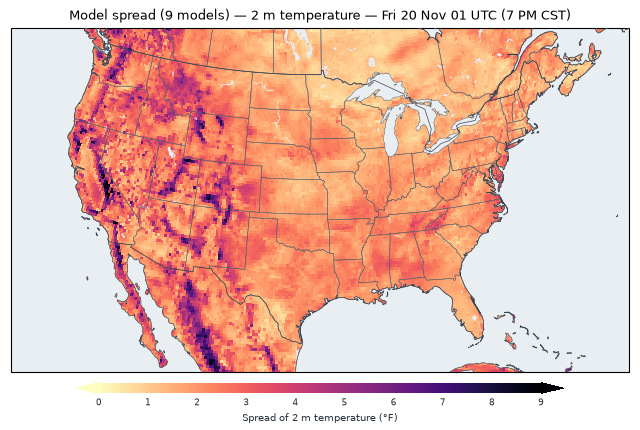 Model spread (9 models) — 2 m temperature — Fri 20 Nov 01 UTC (7 PM CST)
0 1 2 3 4 5 6 7 8 9
Spread of 2 m temperature (°F)